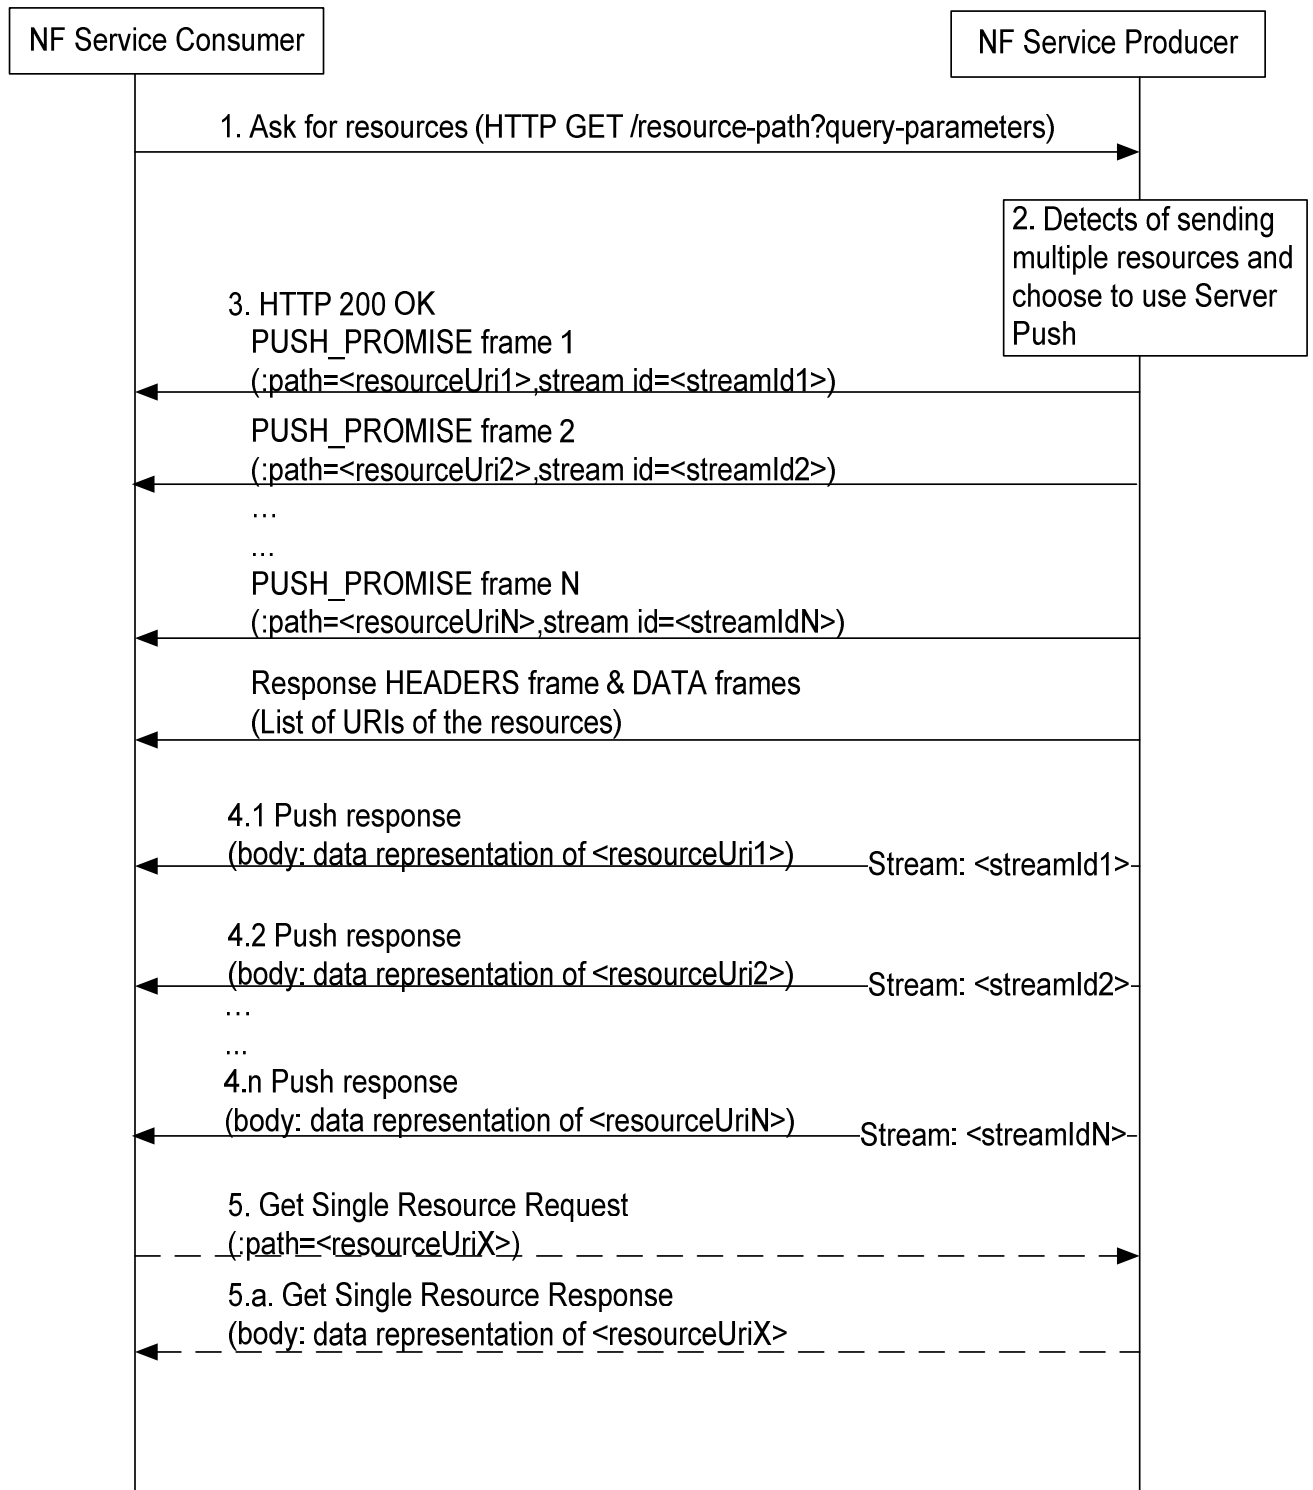 NF Service Consumer
NF Service Producer
1. Ask for resources (HTTP GET /resource-path?query-parameters)
2. Detects of sending
multiple resources and
choose to use Server
Push
3. HTTP 200 OK
PUSH_PROMISE frame 1
(:path=<resourceUri1>,stream id=<streamId1>)
PUSH_PROMISE frame 2
(:path=<resourceUri2>,stream id=<streamId2>)
...
...
PUSH_PROMISE frame N
(:path=<resourceUriN>,stream id=<streamIdN>)
Response HEADERS frame & DATA frames
(List of URIs of the resources)
4.1 Push response
(body: data representation of <resourceUri1>)
Stream: <streamId1>
4.2 Push response
(body: data representation of <resourceUri2>)
Stream: <streamId2>
...
...
4.n Push response
(body: data representation of <resourceUriN>)
Stream: <streamIdN>
5. Get Single Resource Request
(:path=<resourceUriX>)
5.a. Get Single Resource Response
(body: data representation of <resourceUriX>